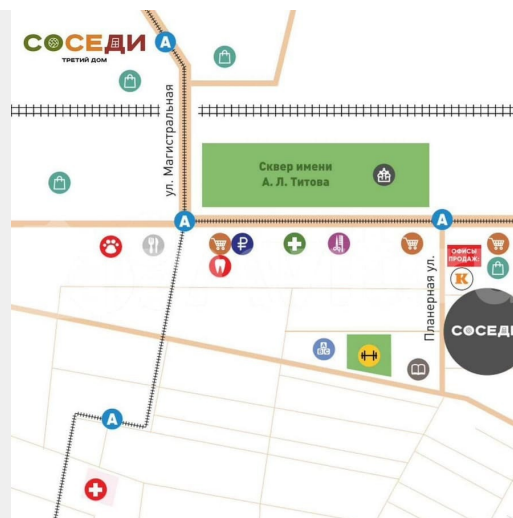 СОСЕДИ
ТРЕТИЙ ДОМ
А
ул. Магистральная
Сквер имени
А. Л. Титова
А
А
₽
ОФИСЫ
ПРОДАЖ:
К
Планерная ул.
СОСЕДИ
А